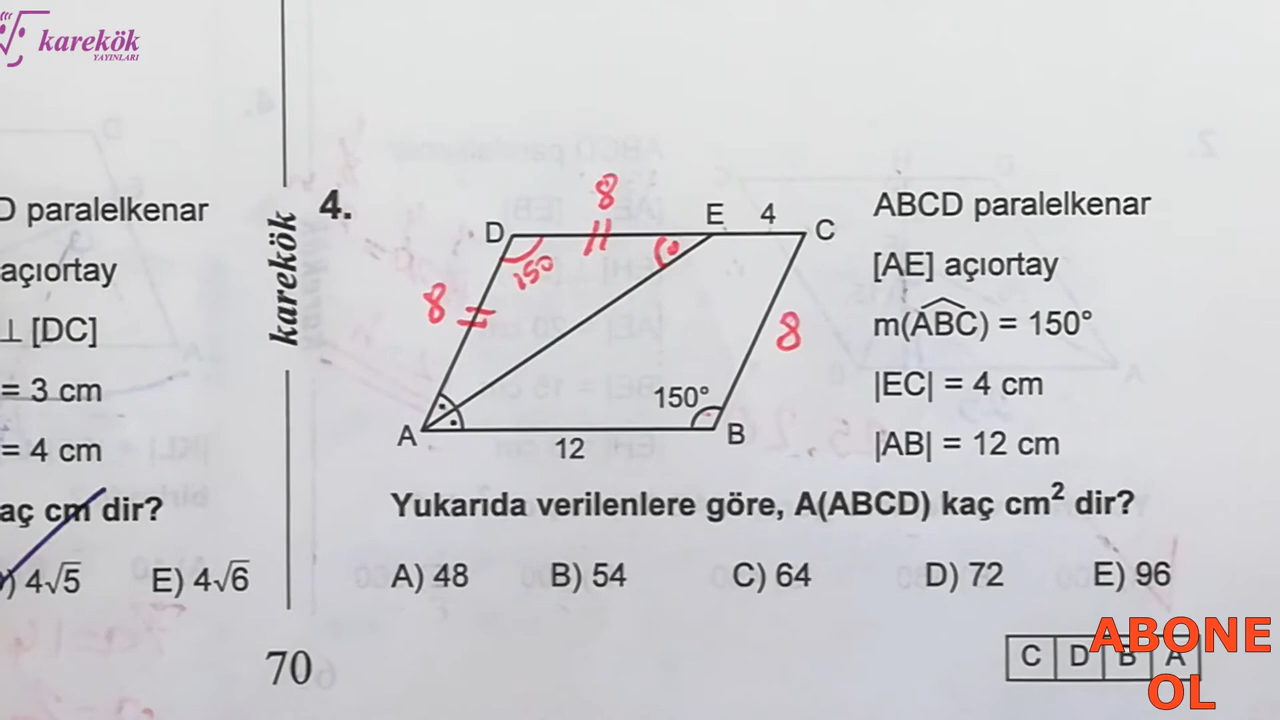 karekök
YAYINLARI
D paralelkenar
açıortay
⊥ [DC]
= 3 cm
= 4 cm
aç cm dir?
4√5 E) 4√6
karekök
70
4.
D 8 E 4 C
150
8
8
150°
A 12 B
ABCD paralelkenar
[AE] açıortay
m(ABC) = 150°
|EC| = 4 cm
|AB| = 12 cm
Yukarıda verilenlere göre, A(ABCD) kaç cm² dir?
A) 48 B) 54 C) 64 D) 72 E) 96
C D B A
ABONE
OL